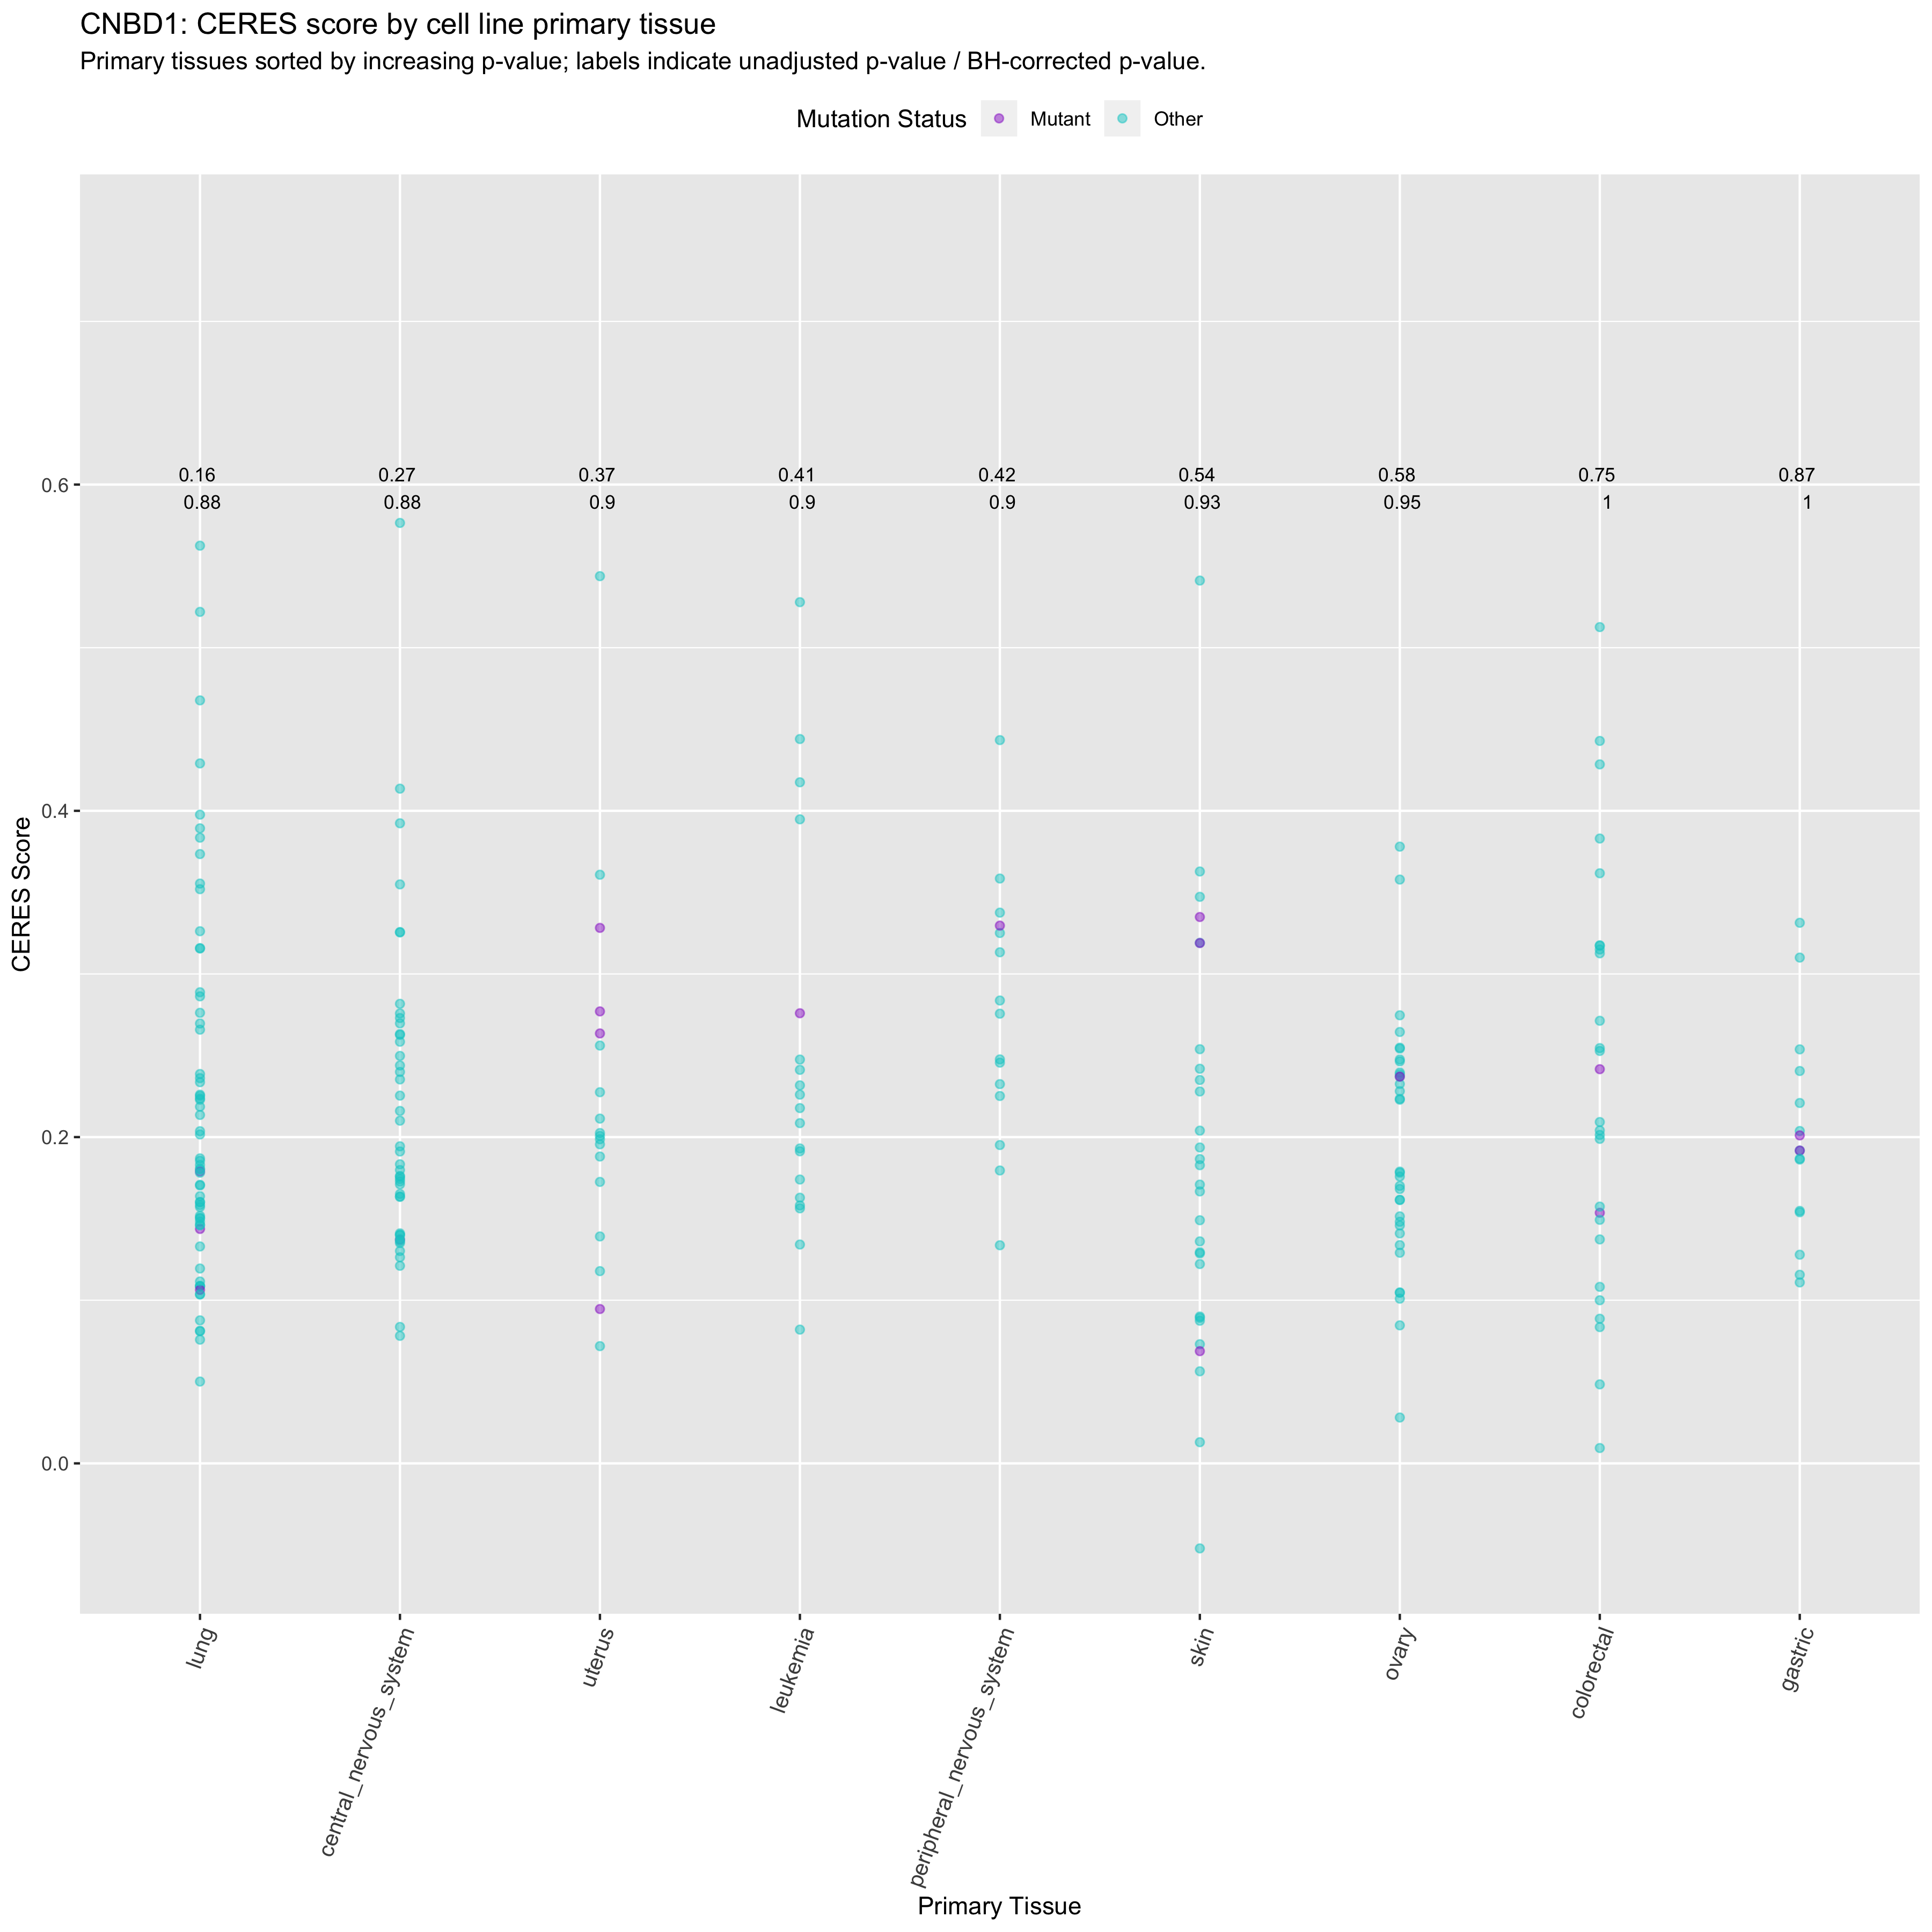 CNBD1: CERES score by cell line primary tissue
Primary tissues sorted by increasing p-value; labels indicate unadjusted p-value / BH-corrected p-value.
Mutation Status Mutant Other
0.16 0.27 0.37 0.41 0.42 0.54 0.58 0.75 0.87
0.88 0.88 0.9 0.9 0.9 0.93 0.95 1 1
0.6
0.4
0.2
0.0
CERES Score
lung
central_nervous_system
uterus
leukemia
peripheral_nervous_system
skin
ovary
colorectal
gastric
Primary Tissue